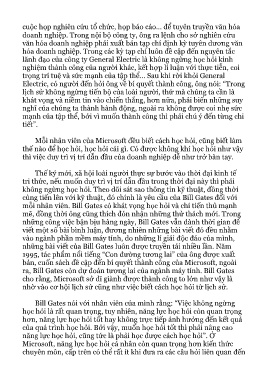 cuộc họp nghiên cứu tổ chức, họp báo cáo... để tuyên truyền văn hóa
doanh nghiệp. Trong nội bộ công ty, ông ra lệnh cho sở nghiên cứu
văn hóa doanh nghiệp phải xuất bản tạp chí định kỳ tuyên dương văn
hóa doanh nghiệp. Trong các kỳ tạp chí luôn đề cập đến nguyên tắc
lãnh đạo của công ty General Electric là không ngừng học hỏi kinh
nghiệm thành công của người khác, kết hợp lí luận với thực tiễn, coi
trọng trí tuệ và sức mạnh của tập thể... Sau khi rời khỏi General
Electric, có người đến hỏi ông về bí quyết thành công, ông nói: “Trong
lịch sử không ngừng tiến bộ của loài người, thứ mà chúng ta cần là
khát vọng và niềm tin vào chiến thắng, hơn nữa, phải biến những suy
nghĩ của chúng ta thành hành động, ngoài ra không được coi nhẹ sức
mạnh của tập thể, bởi vì muốn thành công thì phải chú ý đến từng chi
tiết”.
Mỗi nhân viên của Microsoft đều biết cách học hỏi, cũng biết làm
thế nào để học hỏi, học hỏi cái gì. Có được không khí học hỏi như vậy
thì việc duy trì vị trí dẫn đầu của doanh nghiệp dễ như trở bàn tay.
Thế kỷ mới, xã hội loài người thực sự bước vào thời đại kinh tế
tri thức, nếu muốn duy trì vị trí dẫn đầu trong thời đại này thì phải
không ngừng học hỏi. Theo dõi sát sao thông tin kỹ thuật, đồng thời
cùng tiến lên với kỹ thuật, đó chính là yêu cầu của Bill Gates đối với
mỗi nhân viên. Bill Gates có khát vọng học hỏi và chí tiến hỏi mạnh
mẽ, đồng thời ông cũng thích đón nhận những thử thách mới. Trong
những công việc bận bịu hàng ngày, Bill Gates vẫn dành thời gian để
viết một số bài bình luận, đương nhiên những bài viết đó đều nhằm
vào ngành phần mềm máy tính, do những lí giải độc đáo của mình,
những bài viết của Bill Gates luôn được truyền tải nhiều lần. Năm
1995, tác phẩm nổi tiếng “Con đường tương lai” của ông được xuất
bản, cuốn sách đề cập đến bí quyết thành công của Microsoft, ngoài
ra, Bill Gates còn dự đoán tương lai của ngành máy tính. Bill Gates
cho rằng, Microsoft sở dĩ giành được thành công to lớn như vậy là
nhờ vào cơ hội lịch sử cũng như việc biết cách học hỏi từ lịch sử.
Bill Gates nói với nhân viên của mình rằng: “Việc không ngừng
học hỏi là rất quan trọng, tuy nhiên, năng lực học hỏi còn quan trọng
hơn, năng lực học hỏi tốt hay không trực tiếp ảnh hưởng đến kết quả
của quá trình học hỏi. Bởi vậy, muốn học hỏi tốt thì phải nâng cao
năng lực học hỏi, cũng tức là phải học được cách học hỏi”. Ở
Microsoft, năng lực học hỏi cá nhân còn quan trọng hơn kiến thức
chuyên môn, cấp trên có thể rất ít khi đưa ra các câu hỏi liên quan đến